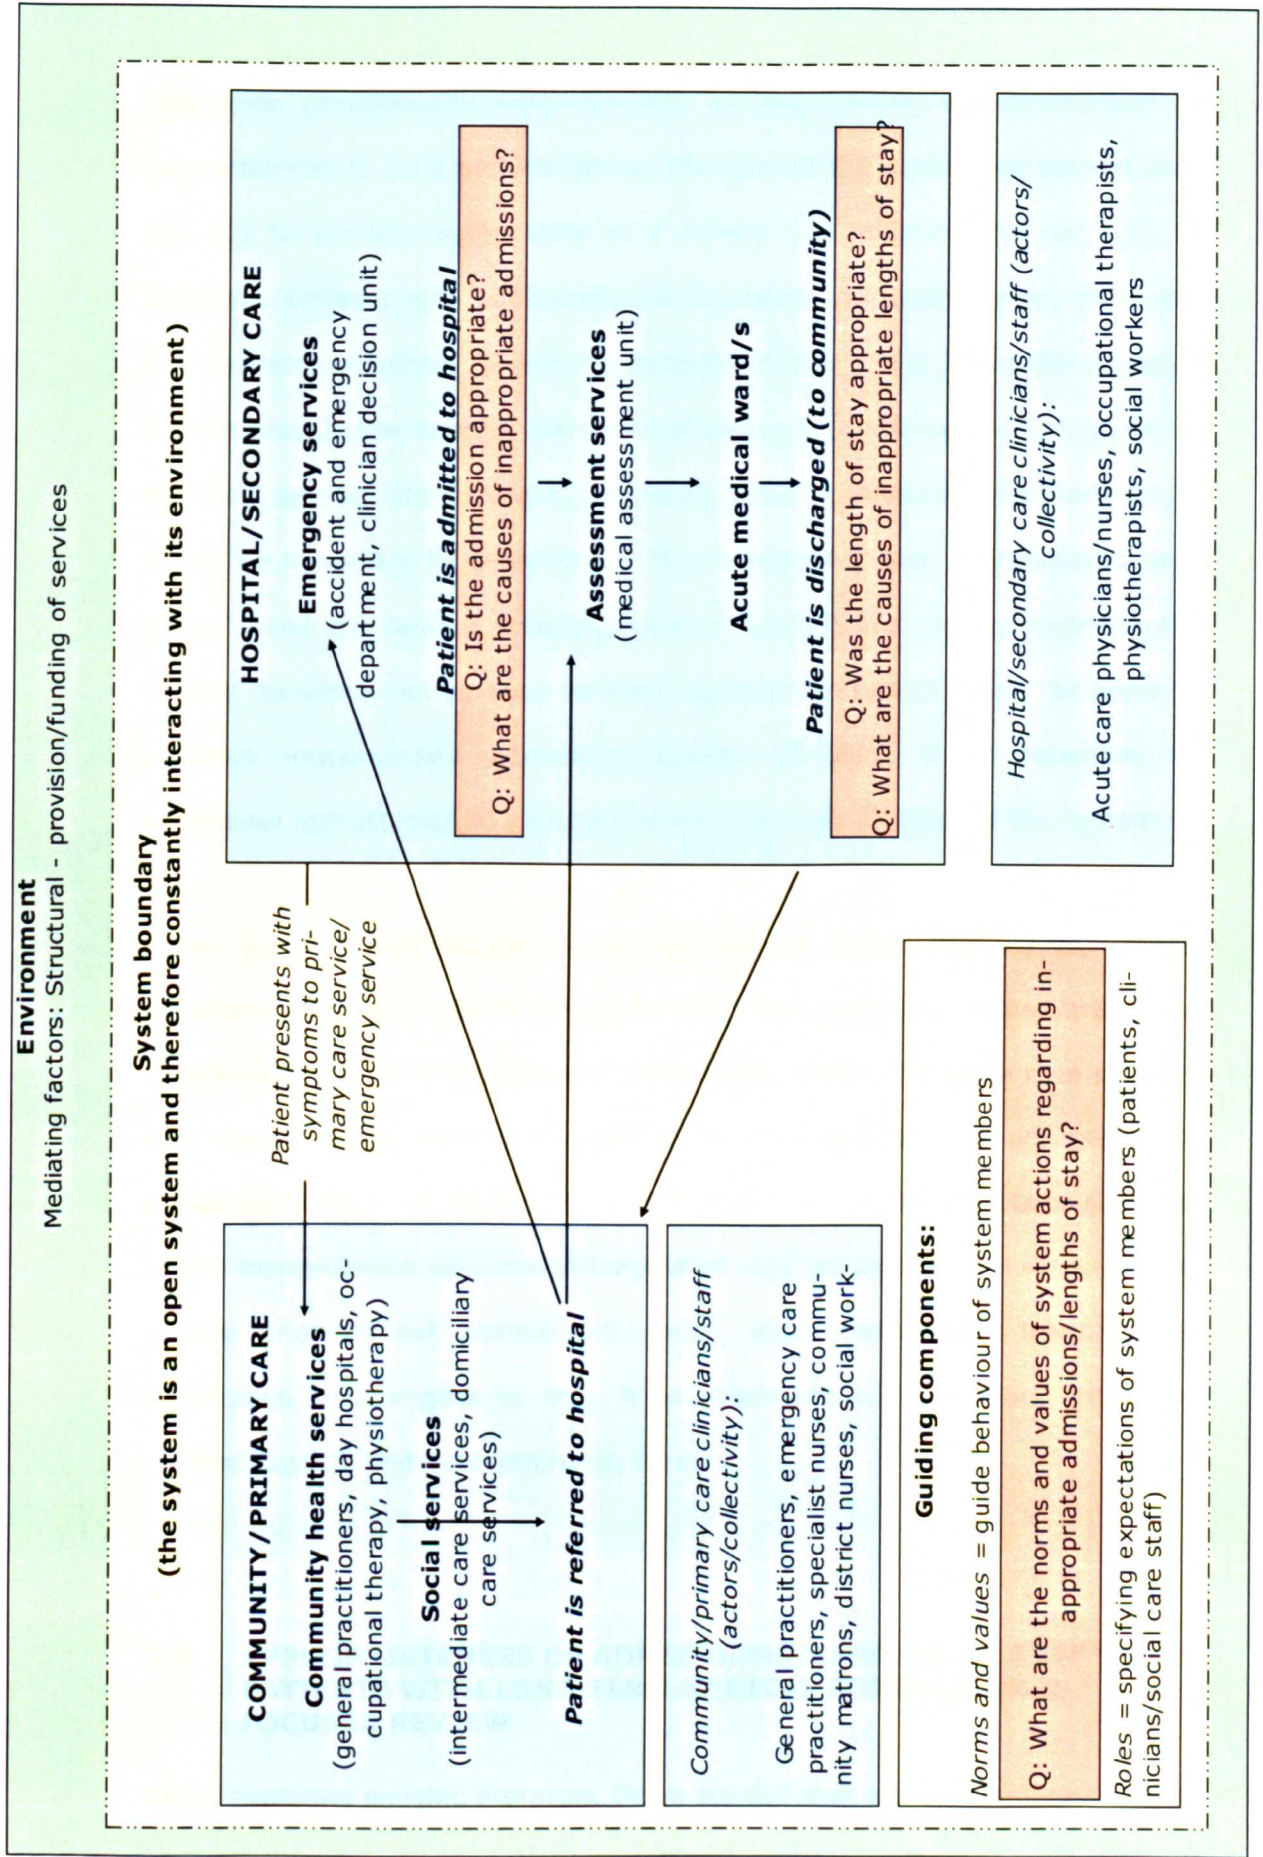 Environment
Mediating factors: Structural - provision/funding of services
System boundary
(the system is an open system and therefore constantly interacting with its environment)
COMMUNITY/PRIMARY CARE
Community health services
(general practitioners, day hospitals, oc-
cupational therapy, physiotherapy)
Social services
(intermediate care services, domiciliary
care services)
Patient is referred to hospital
Patient presents with
symptoms to pri-
mary care service/
emergency service
HOSPITAL/SECONDARY CARE
Emergency services
(accident and emergency
department, clinician decision unit)
Patient is admitted to hospital
Q: Is the admission appropriate?
Q: What are the causes of inappropriate admissions?
Assessment services
(medical assessment unit)
Acute medical ward/s
Patient is discharged (to community)
Q: Was the length of stay appropriate?
Q: What are the causes of inappropriate lengths of stay?
Community/primary care clinicians/staff
(actors/collectivity):
General practitioners, emergency care
practitioners, specialist nurses, commu-
nity matrons, district nurses, social work-
Hospital/secondary care clinicians/staff (actors/
collectivity):
Acute care physicians/nurses, occupational therapists,
physiotherapists, social workers
Guiding components:
Norms and values = guide behaviour of system members
Q: What are the norms and values of system actions regarding in-
appropriate admissions/lengths of stay?
Roles = specifying expectations of system members (patients, cli-
nicians/social care staff)